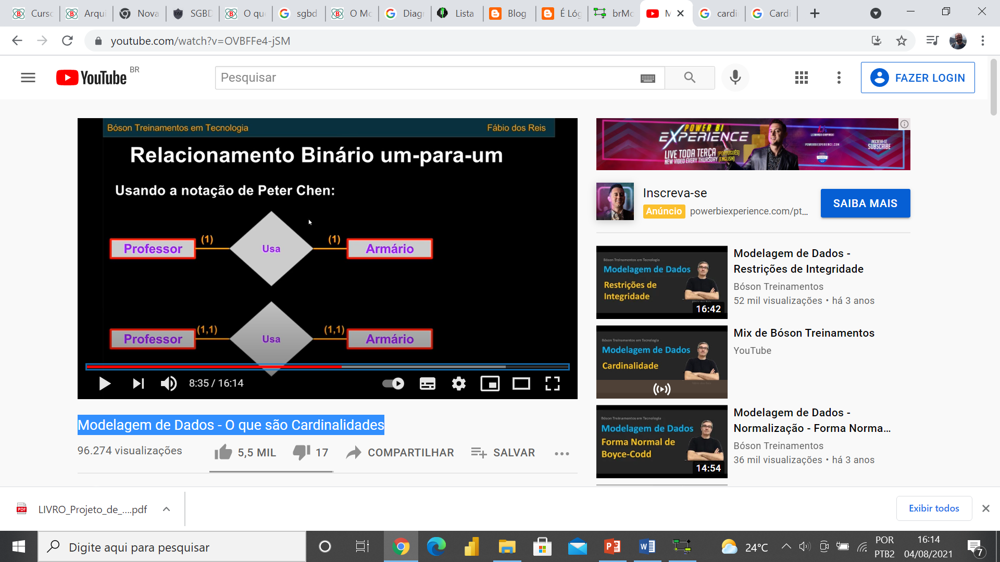 Curso
Arqui
Nova
SGBD
O que
sgbd
O Mo
Diagr
Lista
Blog
É Lóg
brMo
M
cardi
Cardi
youtube.com/watch?v=OVBFFe4-jSM
YouTube BR
Pesquisar
FAZER LOGIN
Bóson Treinamentos em Tecnologia
Fábio dos Reis
Relacionamento Binário um-para-um
Usando a notação de Peter Chen:
Professor (1) Usa (1) Armário
Professor (1,1) Usa (1,1) Armário
8:35 / 16:14
Modelagem de Dados - O que são Cardinalidades
96.274 visualizações
5,5 MIL
17
COMPARTILHAR
SALVAR
POWER BI
EXPERIENCE
LIVE TODA TERÇA (PORTUGUÊS)
NEW VIDEO EVERY THURSDAY (ENGLISH)
LEONARDO KARPINSKI
POWERBIEXPERIENCE.COM
INSCREVA-SE
SUBSCRIBE
Inscreva-se
Anúncio powerbiexperience.com/pt...
SAIBA MAIS
Bóson Treinamentos em Tecnologia
Modelagem de Dados
Restrições de
Integridade
16:42
Modelagem de Dados -
Restrições de Integridade
Bóson Treinamentos
52 mil visualizações • há 3 anos
Bóson Treinamentos em Tecnologia
Modelagem de Dados
Cardinalidade
Mix de Bóson Treinamentos
YouTube
Bóson Treinamentos em Tecnologia
Modelagem de Dados
Forma Normal de
Boyce-Codd
14:54
Modelagem de Dados -
Normalização - Forma Norma...
Bóson Treinamentos
36 mil visualizações • há 3 anos
PDF
LIVRO_Projeto_de_....pdf
Exibir todos
Digite aqui para pesquisar
24°C
POR
PTB2
16:14
04/08/2021
7